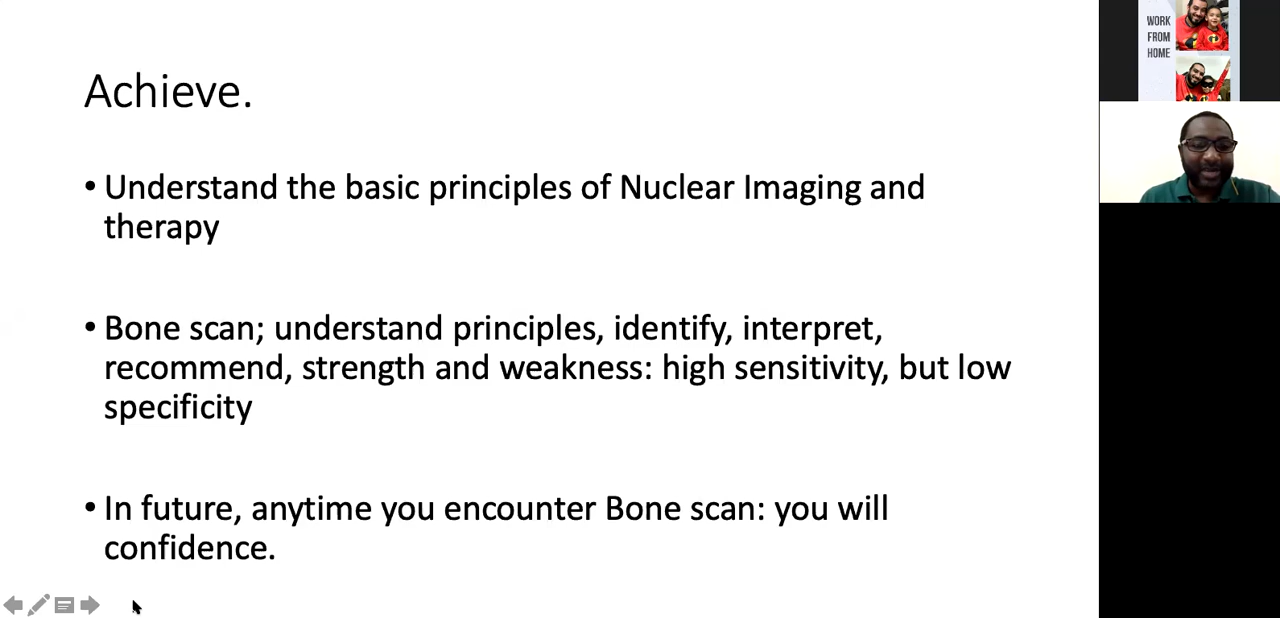 Achieve.
• Understand the basic principles of Nuclear Imaging and
therapy
• Bone scan; understand principles, identify, interpret,
recommend, strength and weakness: high sensitivity, but low
specificity
• In future, anytime you encounter Bone scan: you will
confidence.
WORK
FROM
HOME